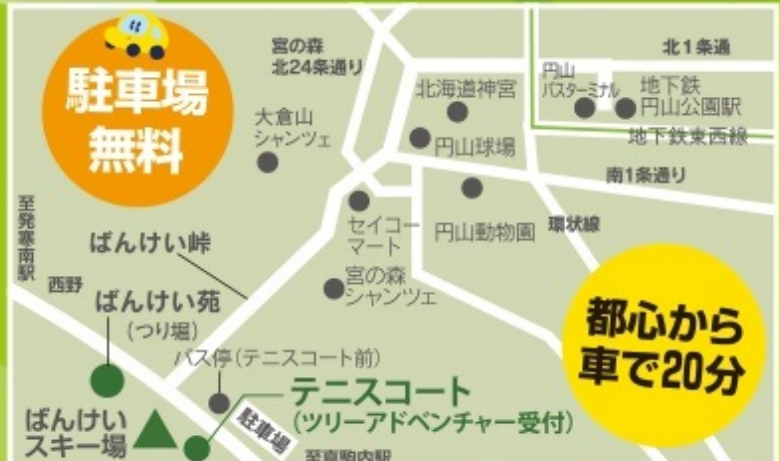 駐車場
無料
宮の森
北24条通り
北1条通
円山
バスターミナル
地下鉄
円山公園駅
北海道神宮
大倉山
シャンツェ
円山球場
地下鉄東西線
南1条通り
至発寒南駅
セイコー
マート
円山動物園
環状線
ばんけい峠
宮の森
シャンツェ
西野
ばんけい苑
(つり堀)
都心から
車で20分
バス停(テニスコート前)
テニスコート
(ツリーアドベンチャー受付)
ばんけい
スキー場
駐車場
至真駒内駅